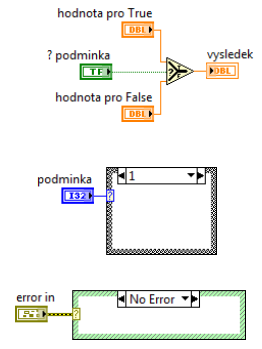 hodnota pro True
DBL
? podminka
TF
vysledek
DBL
hodnota pro False
DBL
podminka
I32
?
1
error in
?
No Error